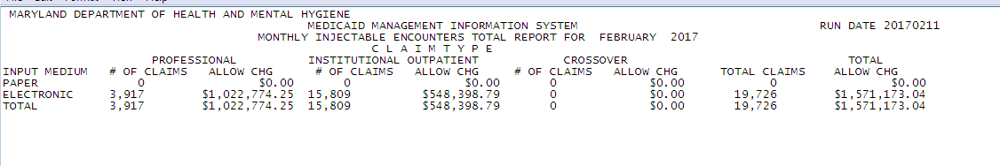 MARYLAND DEPARTMENT OF HEALTH AND MENTAL HYGIENE
MEDICAID MANAGEMENT INFORMATION SYSTEM RUN DATE 20170211
MONTHLY INJECTABLE ENCOUNTERS TOTAL REPORT FOR FEBRUARY 2017
C L A I M T Y P E
PROFESSIONAL INSTITUTIONAL OUTPATIENT CROSSOVER TOTAL
INPUT MEDIUM # OF CLAIMS ALLOW CHG # OF CLAIMS ALLOW CHG # OF CLAIMS ALLOW CHG TOTAL CLAIMS ALLOW CHG
PAPER 0 $0.00 0 $0.00 0 $0.00 0 $0.00
ELECTRONIC 3,917 $1,022,774.25 15,809 $548,398.79 0 $0.00 19,726 $1,571,173.04
TOTAL 3,917 $1,022,774.25 15,809 $548,398.79 0 $0.00 19,726 $1,571,173.04